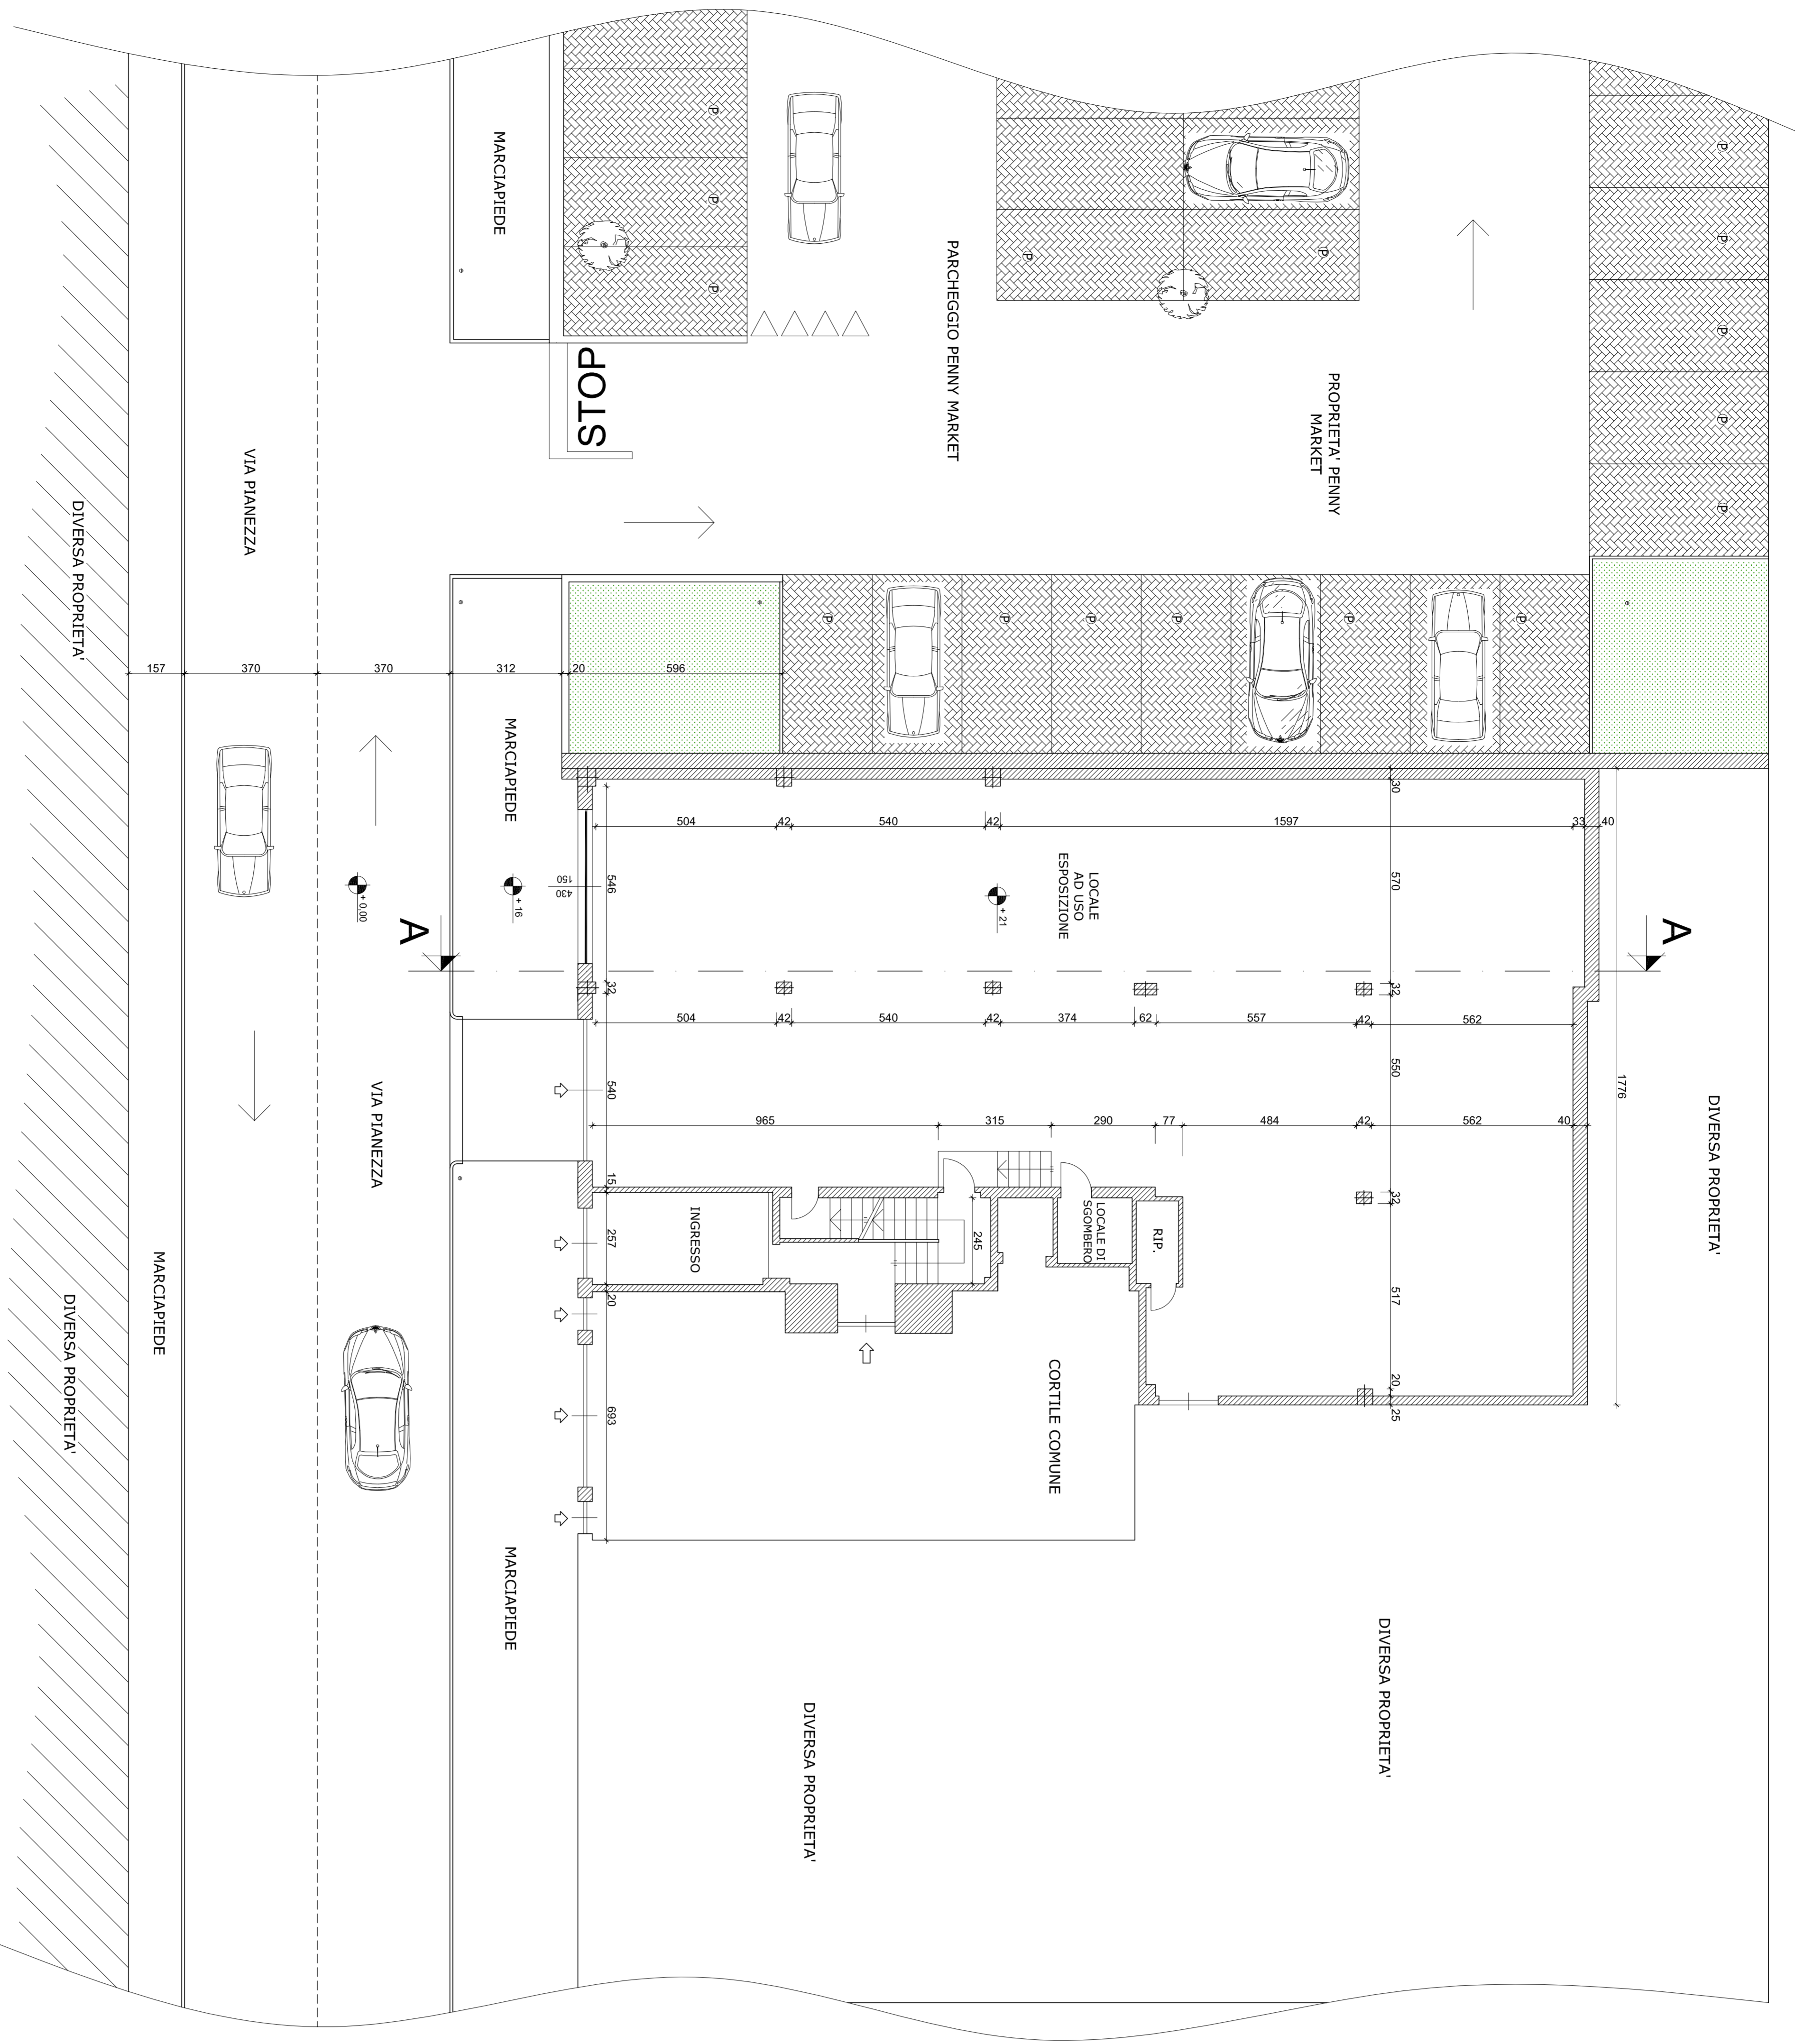 MARCIAPIEDE
P
P
P
STOP
PARCHEGGIO PENNY MARKET
P
P
PROPRIETA' PENNY
MARKET
P
P
P
P
P
VIA PIANEZZA
DIVERSA PROPRIETA'
157
370
370
312
20
596
P
P
P
P
P
P
MARCIAPIEDE
30
504
42
540
42
1597
33
40
546
150
430
LOCALE
AD USO
ESPOSIZIONE
570
+ 0,00
+ 16
+ 21
A
A
32
32
504
42
540
42
374
62
557
42
562
550
540
1776
VIA PIANEZZA
965
315
290
77
484
42
562
40
DIVERSA PROPRIETA'
15
32
INGRESSO
257
245
LOCALE DI
SGOMBERO
RIP.
20
517
MARCIAPIEDE
DIVERSA PROPRIETA'
693
CORTILE COMUNE
20
25
MARCIAPIEDE
DIVERSA PROPRIETA'
DIVERSA PROPRIETA'